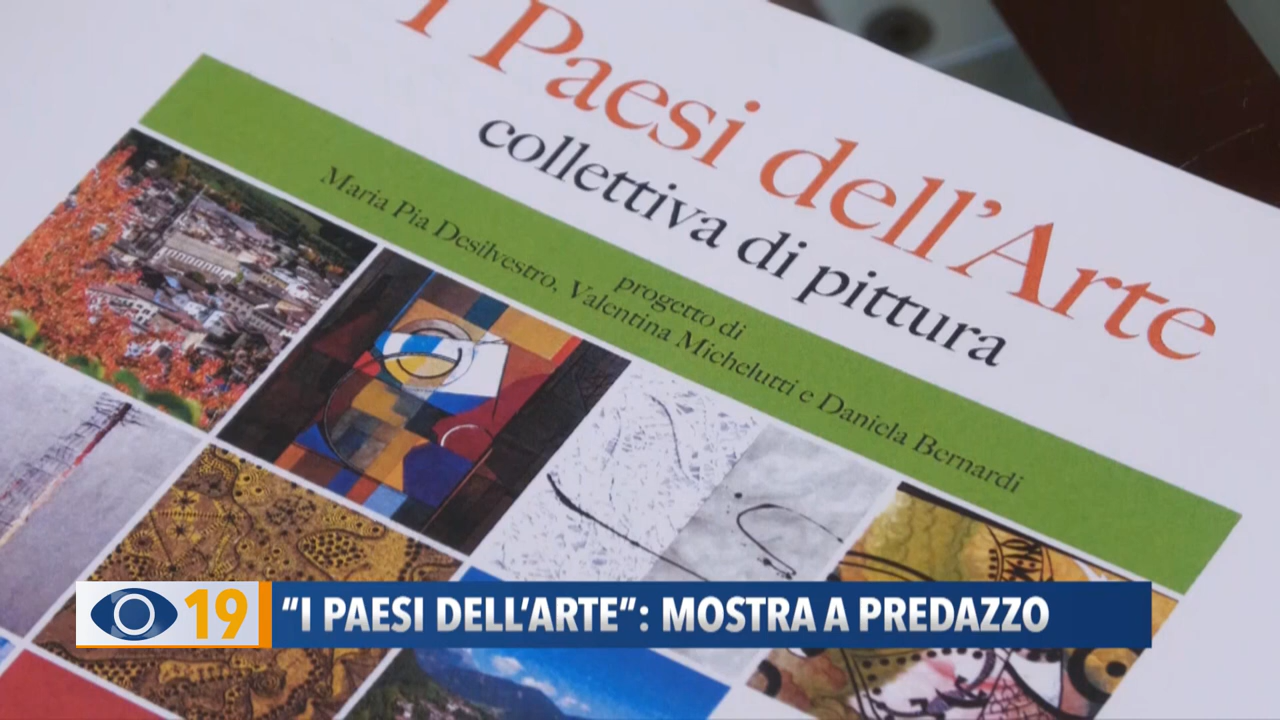 I Paesi dell'Arte
collettiva di pittura
progetto di
Maria Pia Desilvestro, Valentina Michelutti e Daniela Bernardi
19
“I PAESI DELL’ARTE”: MOSTRA A PREDAZZO